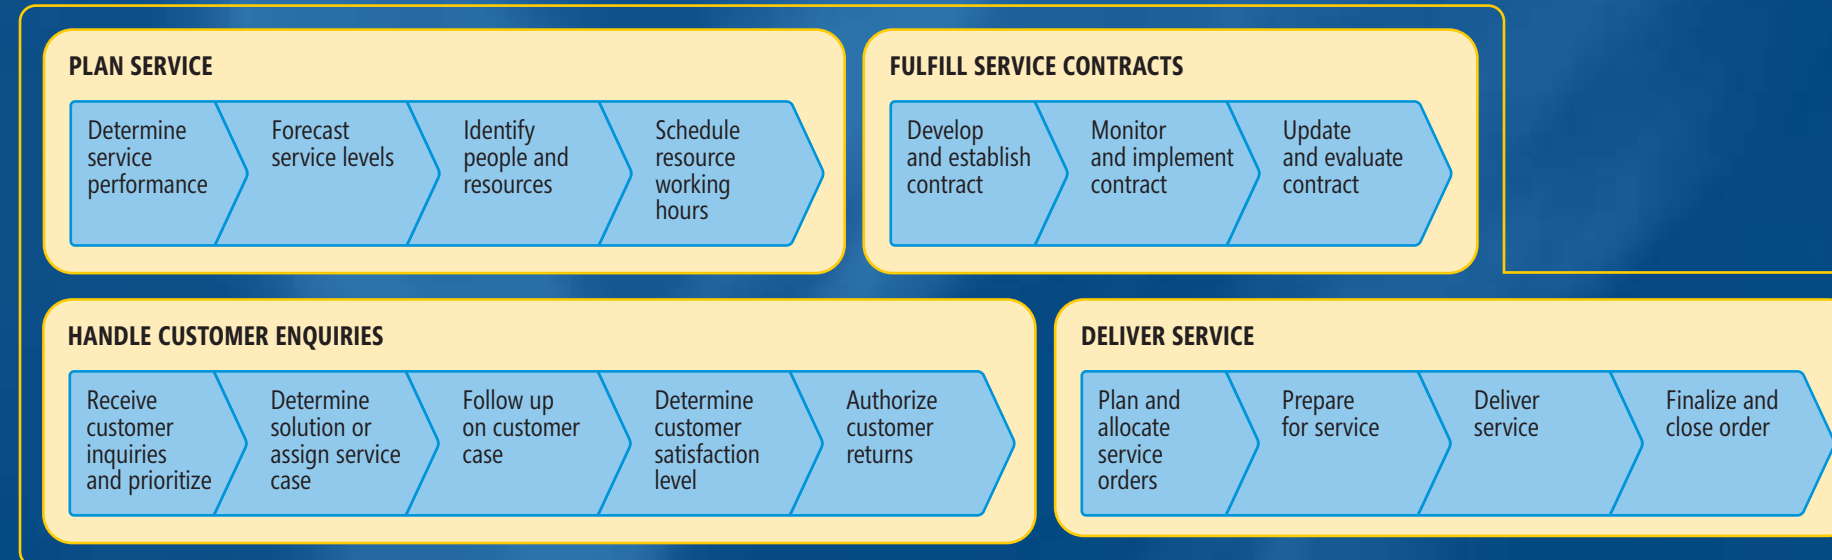 PLAN SERVICE
Determine
service
performance
Forecast
service levels
Identify
people and
resources
Schedule
resource
working
hours
FULFILL SERVICE CONTRACTS
Develop
and establish
contract
Monitor
and implement
contract
Update
and evaluate
contract
HANDLE CUSTOMER ENQUIRIES
Receive
customer
inquiries
and prioritize
Determine
solution or
assign service
case
Follow up
on customer
case
Determine
customer
satisfaction
level
Authorize
customer
returns
DELIVER SERVICE
Plan and
allocate
service
orders
Prepare
for service
Deliver
service
Finalize and
close order